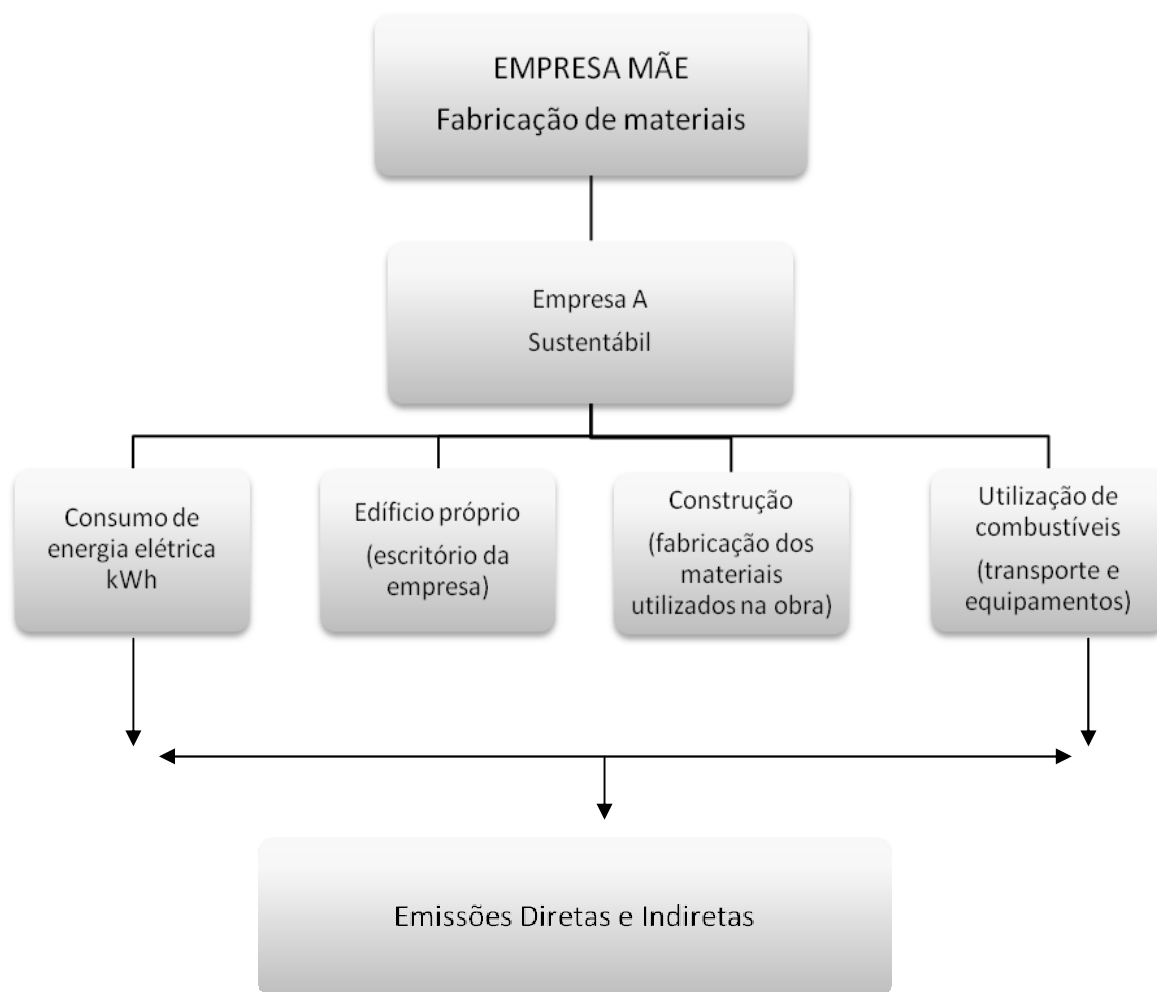 EMPRESA MÃE
Fabricação de materiais
Empresa A
Sustentábil
Consumo de
energia elétrica
kWh
Edíficio próprio
(escritório da
empresa)
Construção
(fabricação dos
materiais
utilizados na obra)
Utilização de
combustíveis
(transporte e
equipamentos)
Emissões Diretas e Indiretas